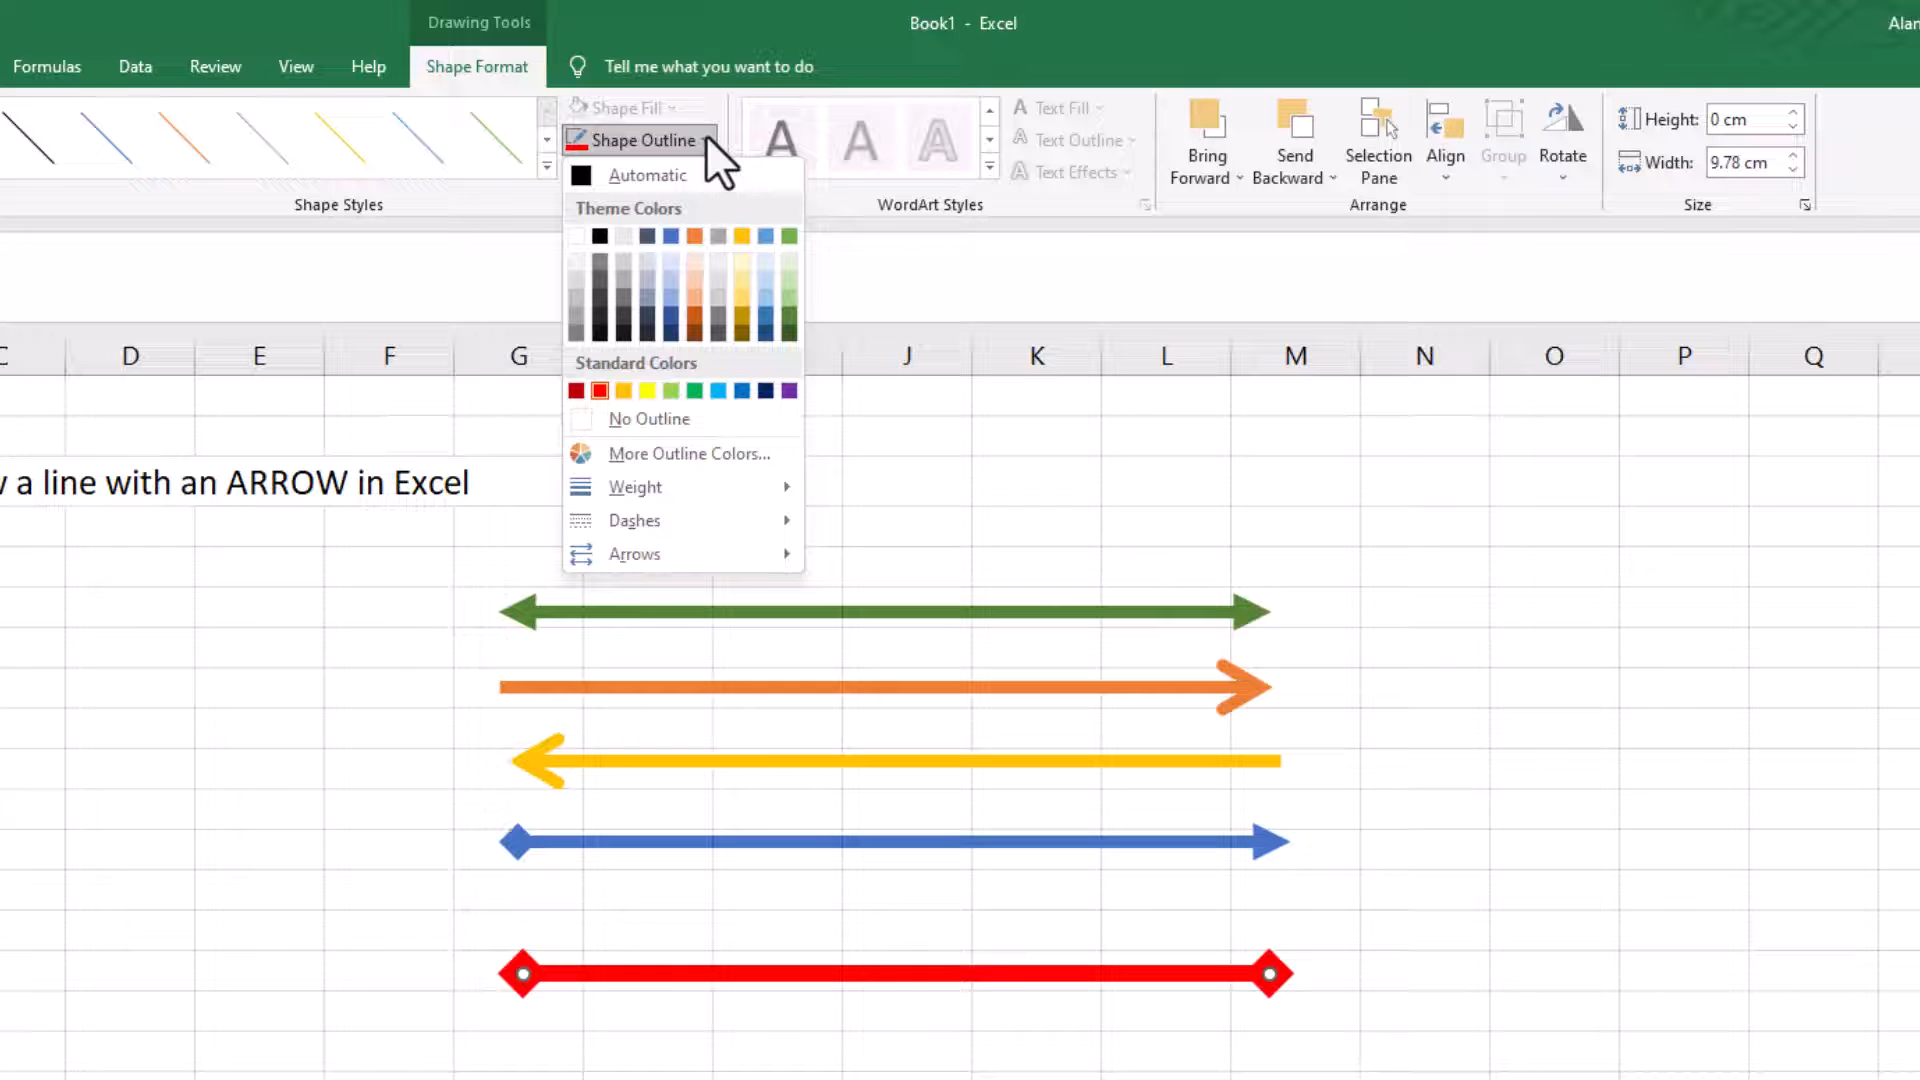 Drawing Tools
Book1 - Excel
Alan
Formulas
Data
Review
View
Help
Shape Format
Tell me what you want to do
Shape Fill
Shape Outline
Shape Styles
Automatic
Theme Colors
Standard Colors
No Outline
More Outline Colors...
Weight
Dashes
Arrows
A A A
A Text Fill
A Text Outline
A Text Effects
WordArt Styles
Bring Forward
Send Backward
Selection Pane
Align
Group
Rotate
Arrange
Height: 0 cm
Width: 9.78 cm
Size
C D E F G J K L M N O P Q
w a line with an ARROW in Excel